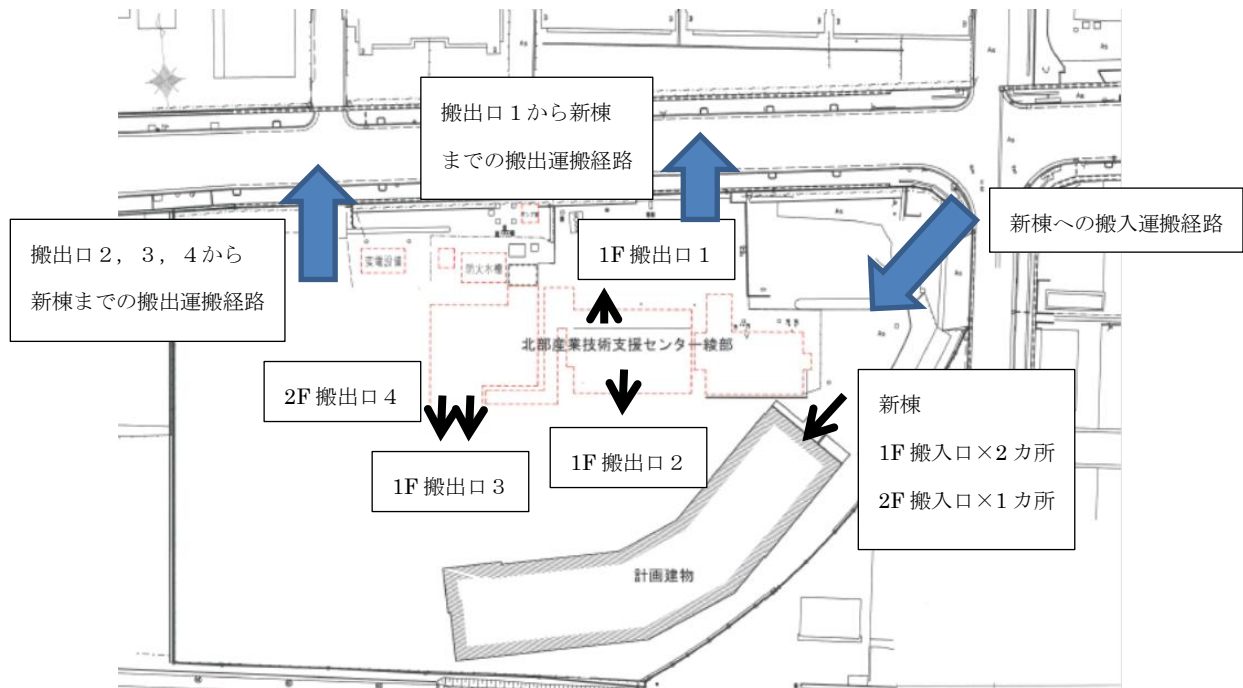 搬出口１から新棟
までの搬出運搬経路
搬出口２，３，４から
新棟までの搬出運搬経路
1F 搬出口１
新棟への搬入運搬経路
変電設備
防火水槽
北部産業技術支援センター綾部
2F 搬出口４
1F 搬出口３
1F 搬出口２
新棟
1F 搬入口×2 カ所
2F 搬入口×1 カ所
計画建物